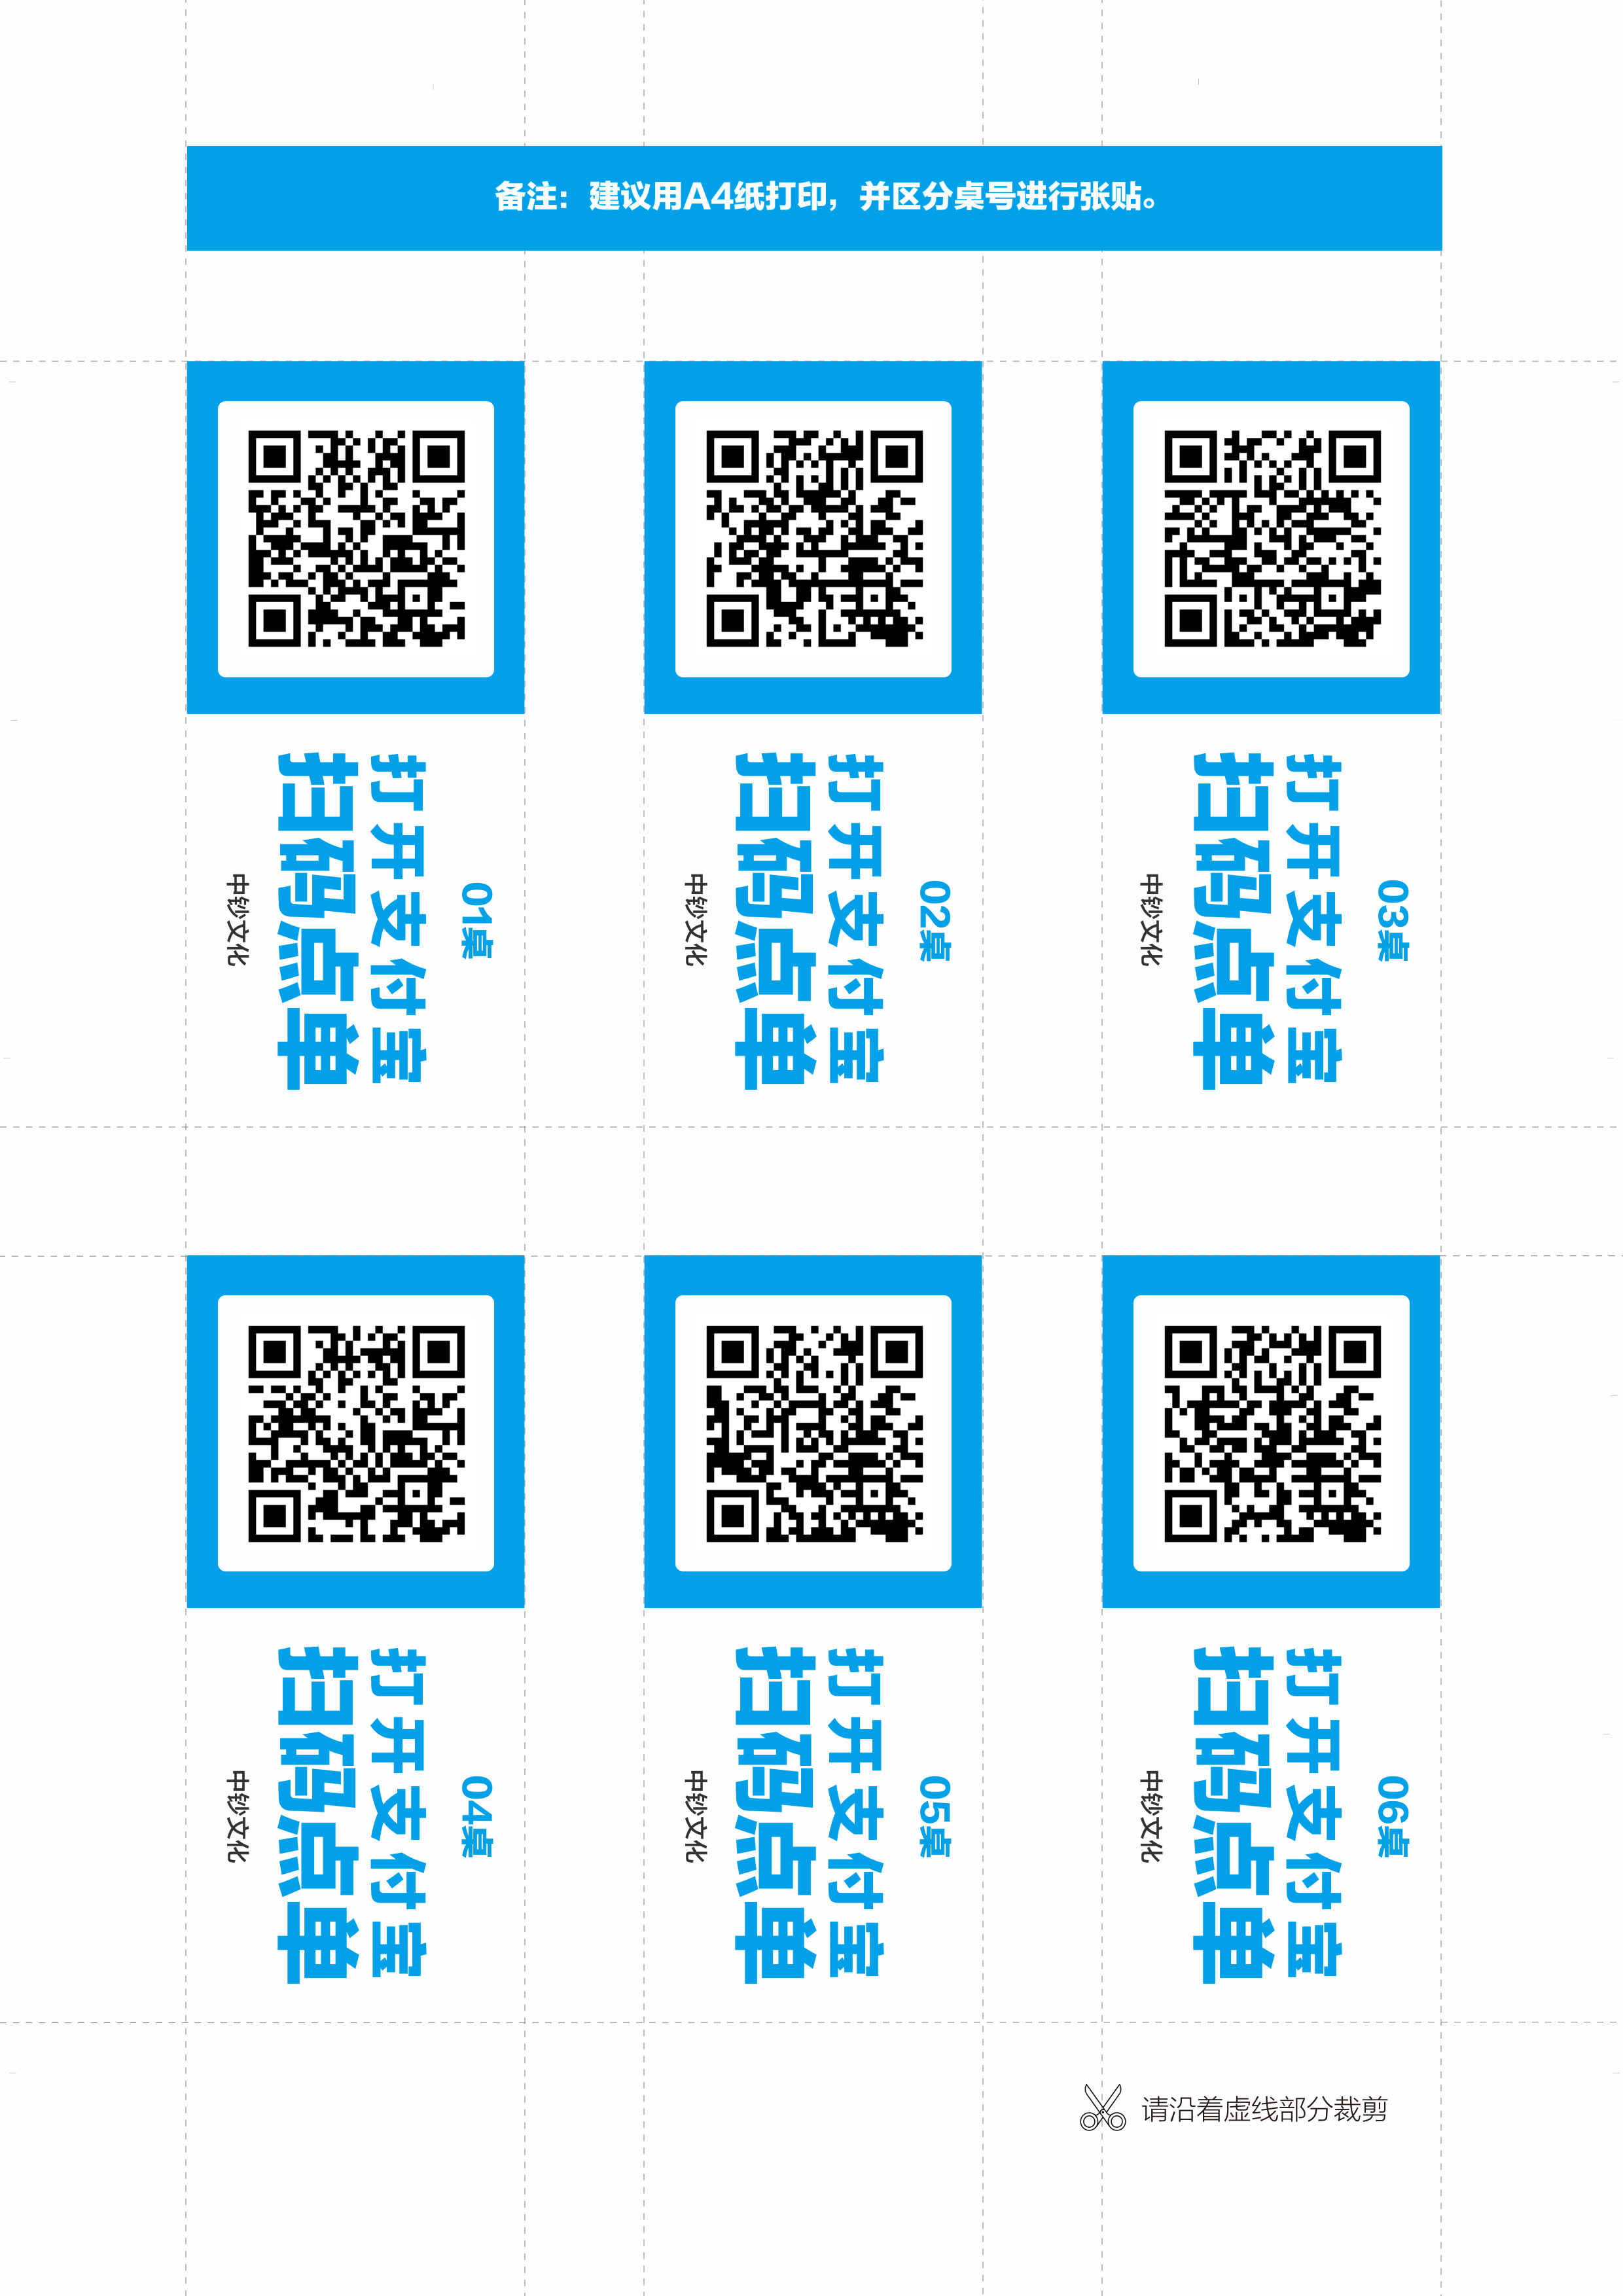 备注：建议用A4纸打印，并区分桌号进行张贴。
01桌
打开支付宝
扫码点单
中钞文化
02桌
打开支付宝
扫码点单
中钞文化
03桌
打开支付宝
扫码点单
中钞文化
04桌
打开支付宝
扫码点单
中钞文化
05桌
打开支付宝
扫码点单
中钞文化
06桌
打开支付宝
扫码点单
中钞文化
请沿着虚线部分裁剪